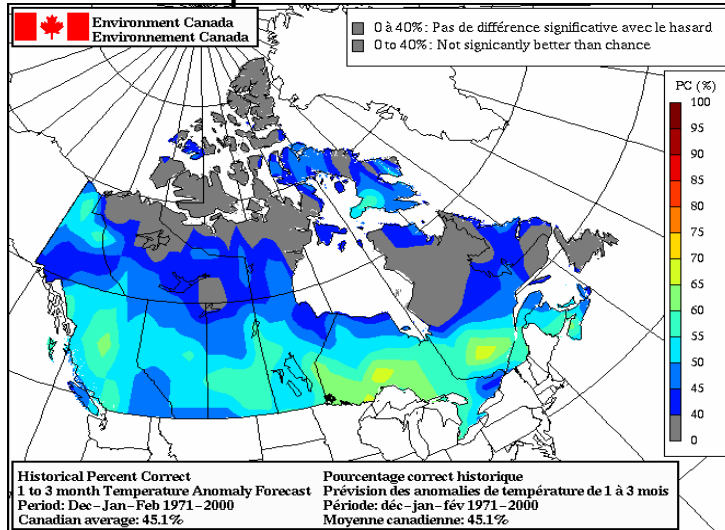 Environment Canada
Environnement Canada
0 à 40% : Pas de différence significative avec le hasard
0 to 40% : Not signicantly better than chance
PC (%)
100
95
90
85
80
75
70
65
60
55
50
45
40
0
Historical Percent Correct
1 to 3 month Temperature Anomaly Forecast
Period: Dec-Jan-Feb 1971-2000
Canadian average: 45.1%
Pourcentage correct historique
Prévision des anomalies de température de 1 à 3 mois
Période: déc-jan-fév 1971-2000
Moyenne canadienne: 45.1%